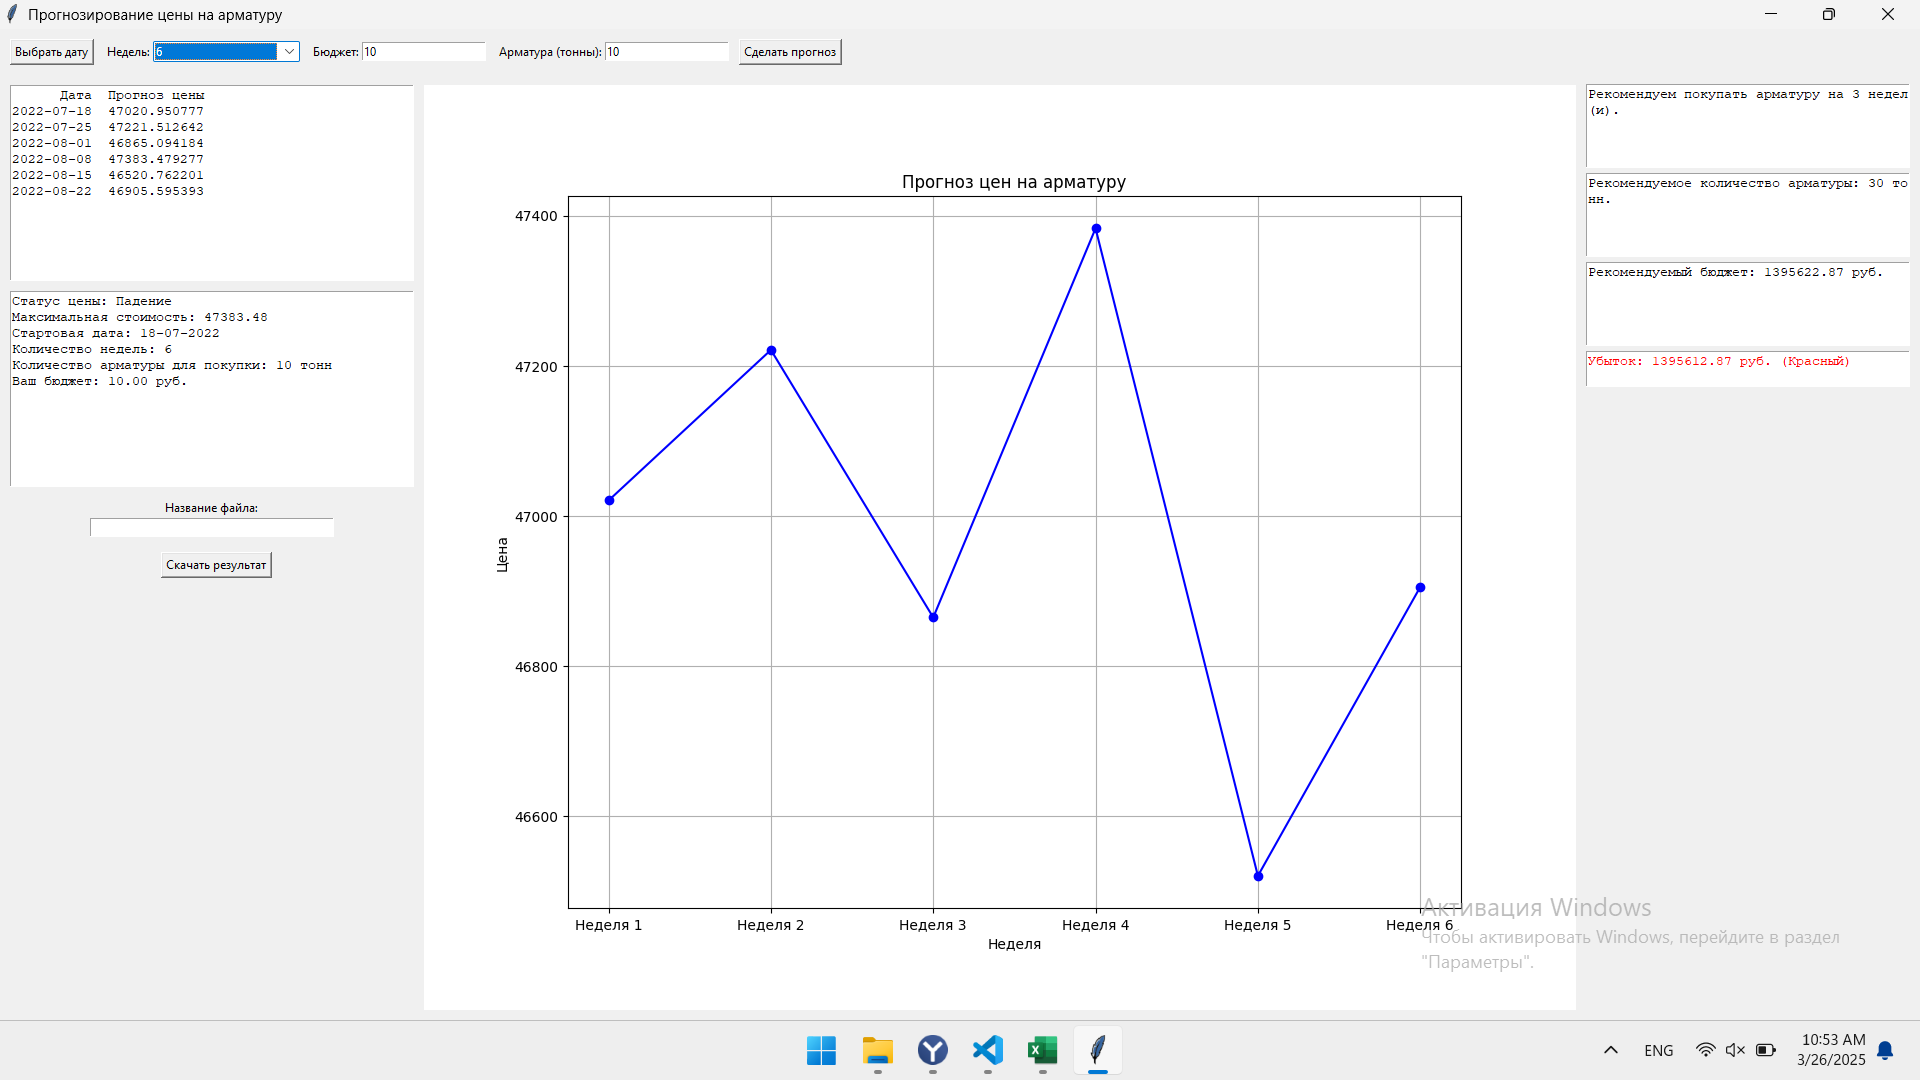 Прогнозирование цены на арматуру
Выбрать дату Недель: 6 Бюджет: 10 Арматура (тонны): 10 Сделать прогноз
Дата Прогноз цены
2022-07-18 47020.950777
2022-07-25 47221.512642
2022-08-01 46865.094184
2022-08-08 47383.479277
2022-08-15 46520.762201
2022-08-22 46905.595393
Статус цены: Падение
Максимальная стоимость: 47383.48
Стартовая дата: 18-07-2022
Количество недель: 6
Количество арматуры для покупки: 10 тонн
Ваш бюджет: 10.00 руб.
Название файла:
Скачать результат
Прогноз цен на арматуру
47400
47200
47000
46800
46600
Цена
Неделя 1 Неделя 2 Неделя 3 Неделя 4 Неделя 5 Неделя 6
Неделя
Рекомендуем покупать арматуру на 3 недел
(и).
Рекомендуемое количество арматуры: 30 то
нн.
Рекомендуемый бюджет: 1395622.87 руб.
Убыток: 1395612.87 руб. (Красный)
Активация Windows
Чтобы активировать Windows, перейдите в раздел
"Параметры".
ENG
10:53 AM
3/26/2025